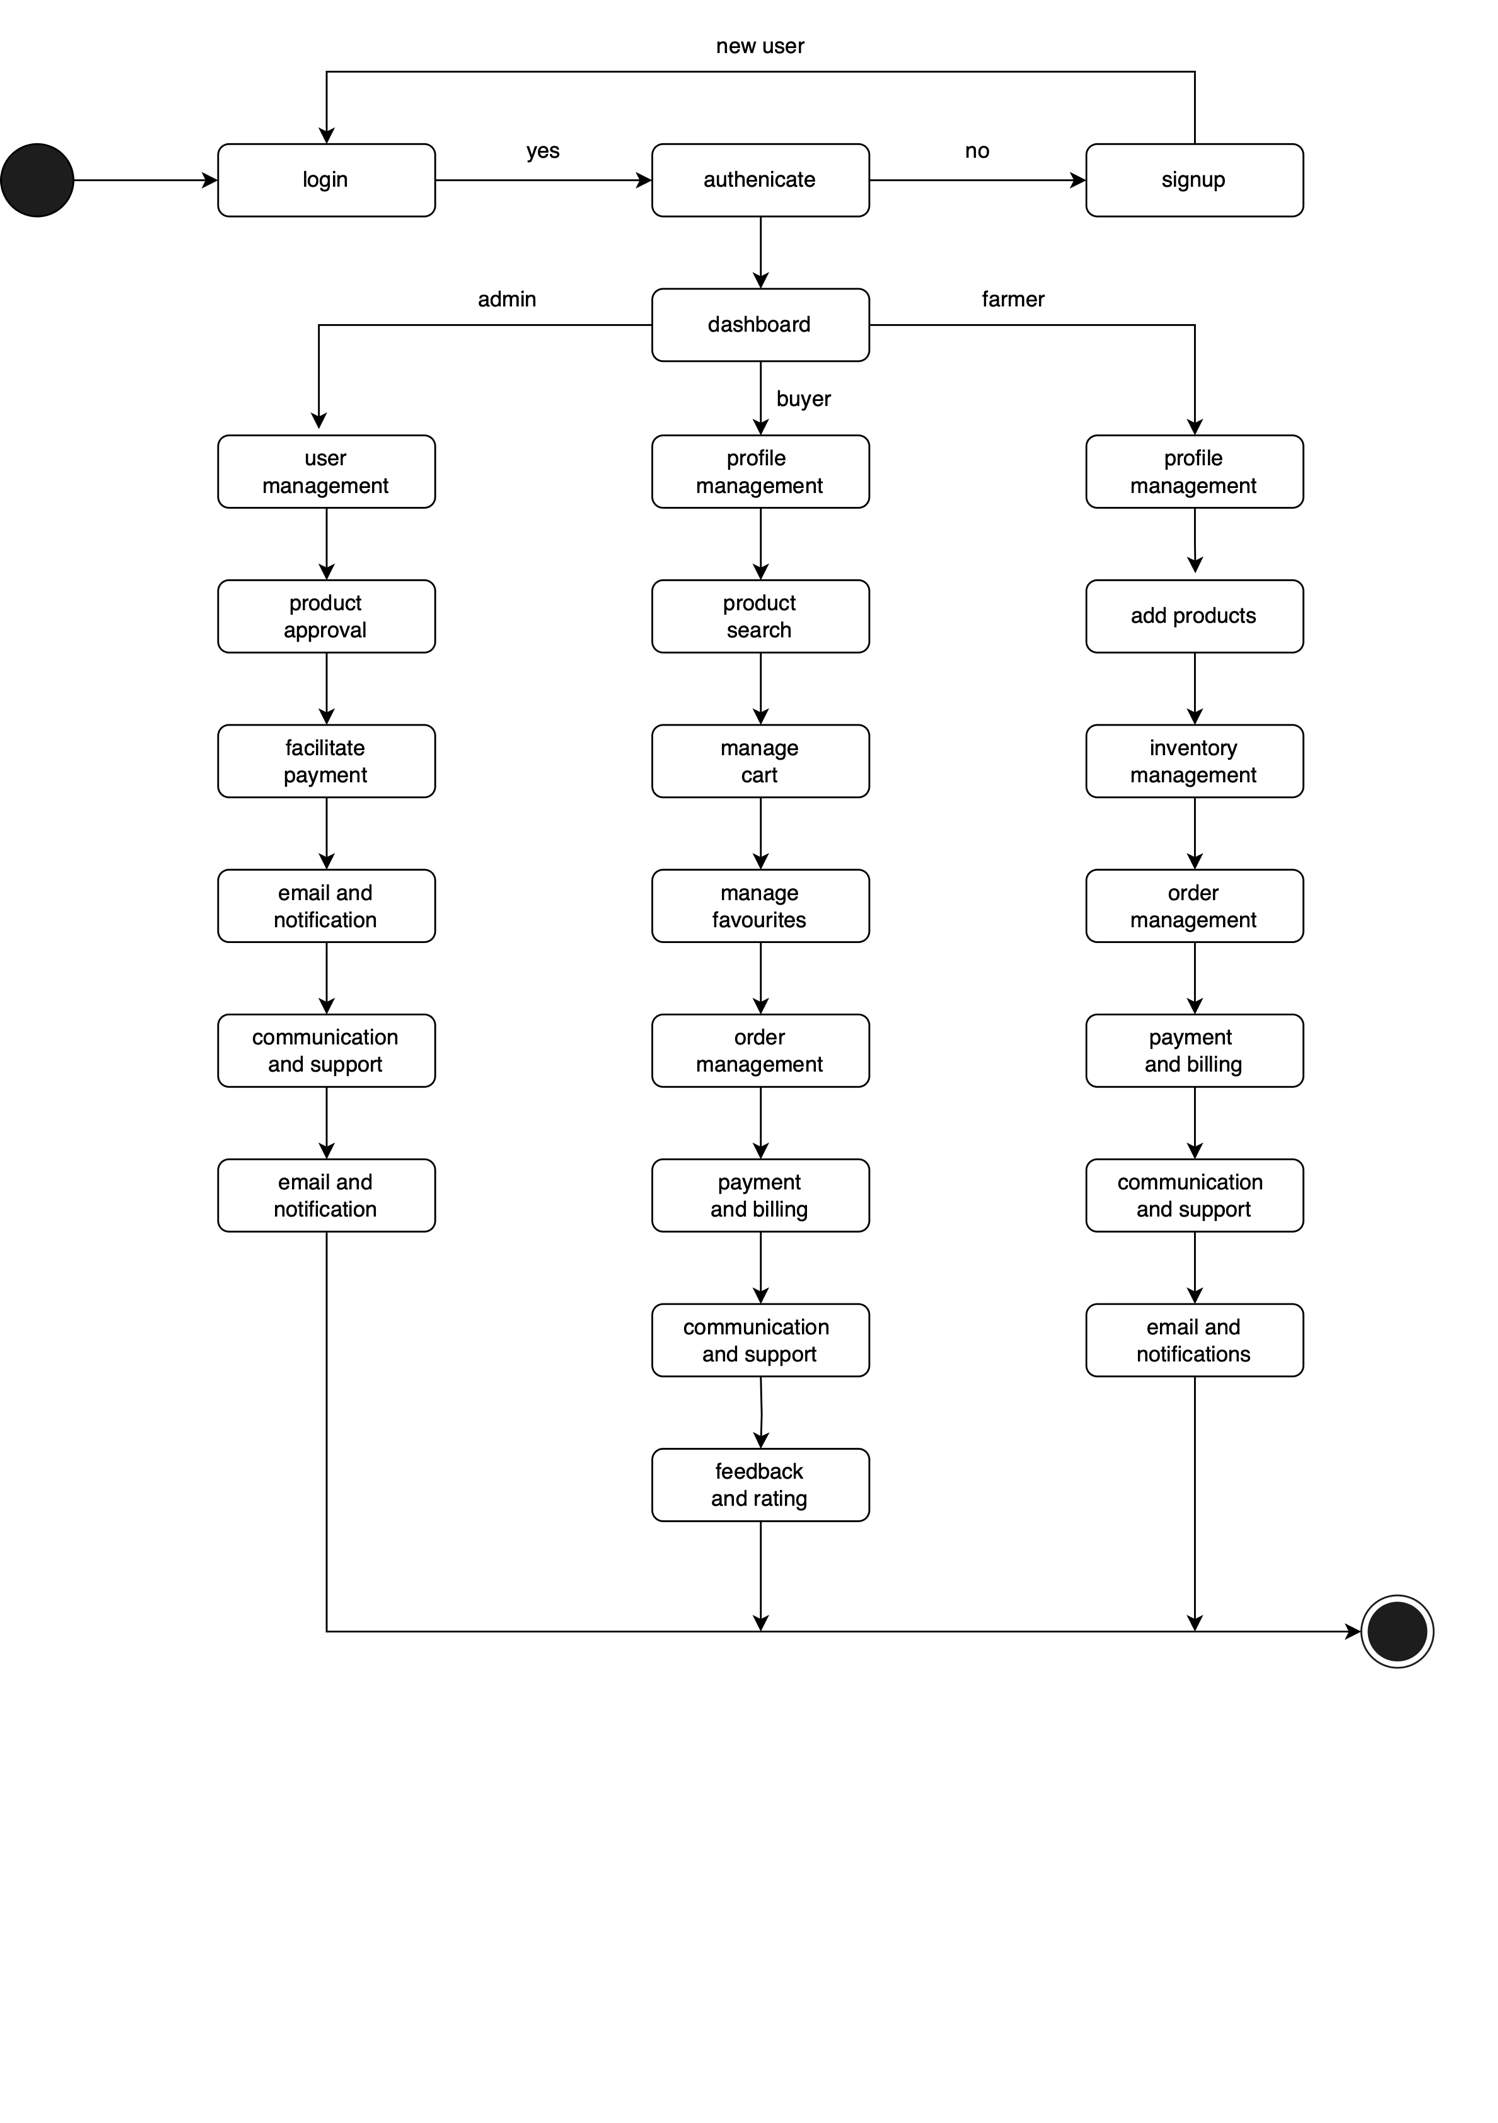 new user
login
yes
authenicate
no
signup
admin
dashboard
farmer
buyer
user
management
profile
management
profile
management
product
approval
product
search
add products
facilitate
payment
manage
cart
inventory
management
email and
notification
manage
favourites
order
management
communication
and support
order
management
payment
and billing
email and
notification
payment
and billing
communication
and support
communication
and support
email and
notifications
feedback
and rating